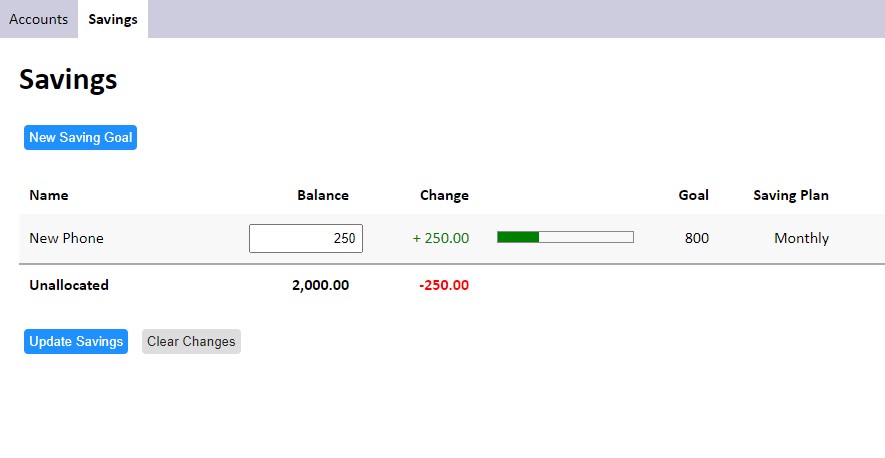 Accounts Savings
Savings
New Saving Goal
Name Balance Change Goal Saving Plan
New Phone 250 + 250.00 800 Monthly
Unallocated 2,000.00 -250.00
Update Savings Clear Changes